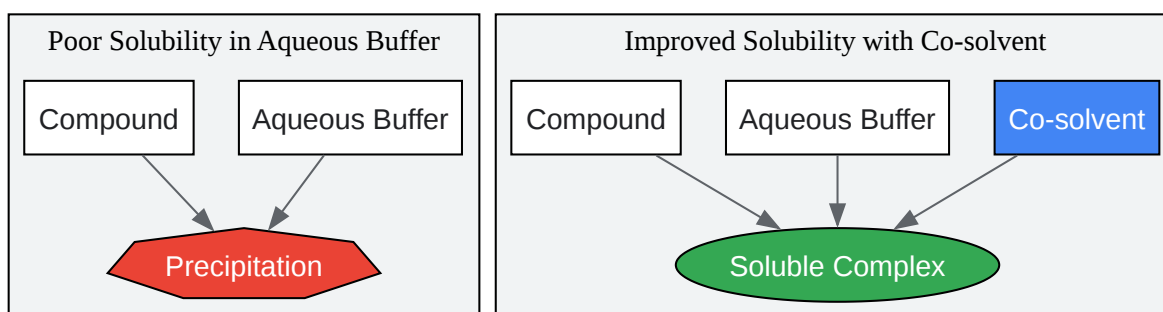 Poor Solubility in Aqueous Buffer
Compound
Aqueous Buffer
Precipitation
Improved Solubility with Co-solvent
Compound
Aqueous Buffer
Co-solvent
Soluble Complex